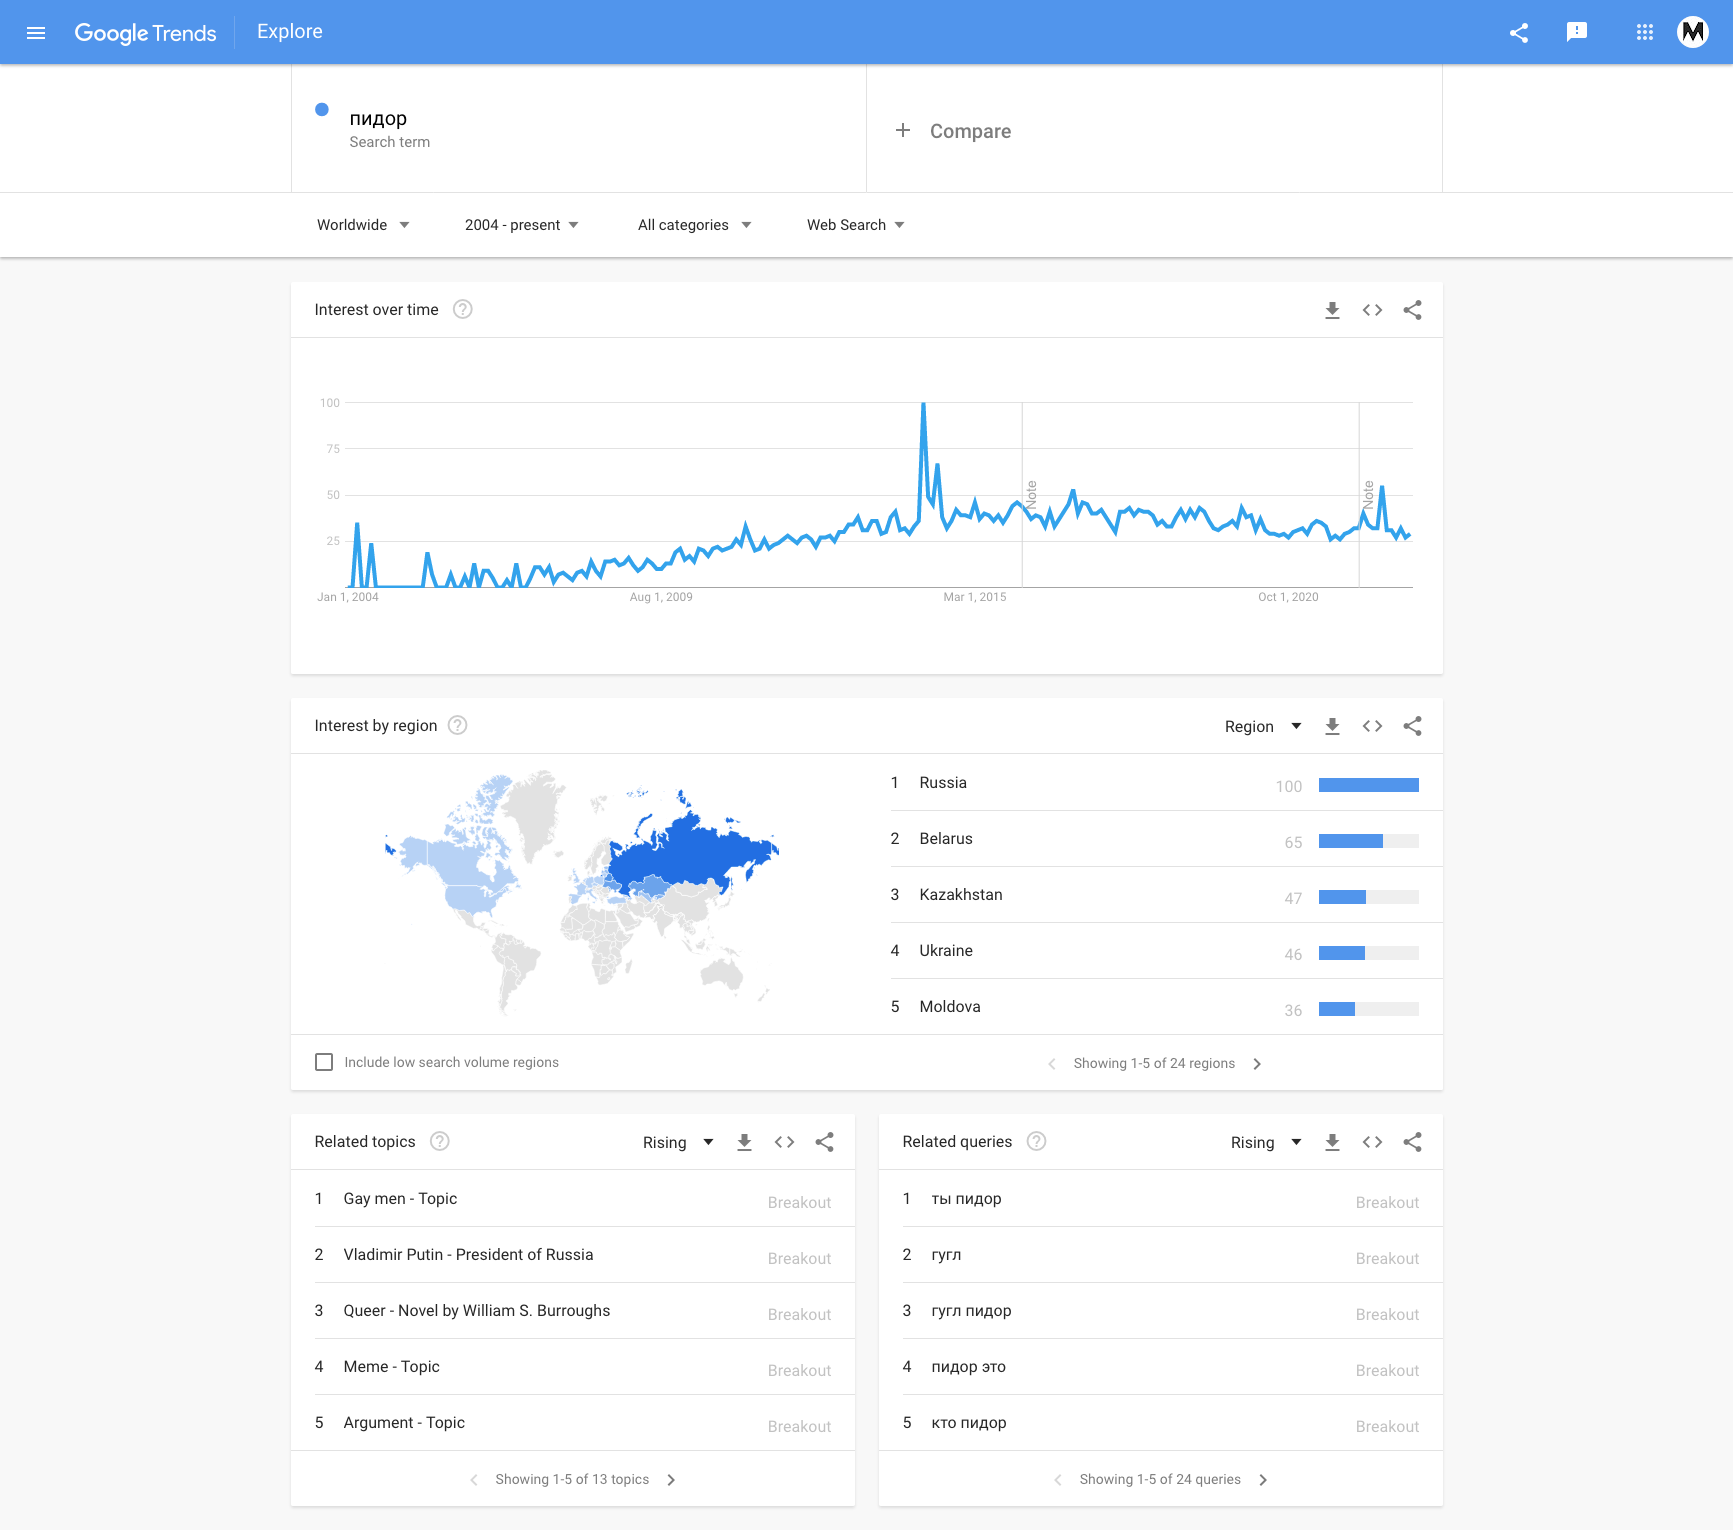 Google Trends
Explore
пидор
Search term
Compare
Worldwide
2004 - present
All categories
Web Search
Interest over time
100
75
50
25
Note
Note
Jan 1, 2004
Aug 1, 2009
Mar 1, 2015
Oct 1, 2020
Interest by region
Region
1 Russia 100
2 Belarus 65
3 Kazakhstan 47
4 Ukraine 46
5 Moldova 36
Include low search volume regions
Showing 1-5 of 24 regions
Related topics
Rising
1 Gay men - Topic Breakout
2 Vladimir Putin - President of Russia Breakout
3 Queer - Novel by William S. Burroughs Breakout
4 Meme - Topic Breakout
5 Argument - Topic Breakout
Showing 1-5 of 13 topics
Related queries
Rising
1 ты пидор Breakout
2 гугл Breakout
3 гугл пидор Breakout
4 пидор это Breakout
5 кто пидор Breakout
Showing 1-5 of 24 queries